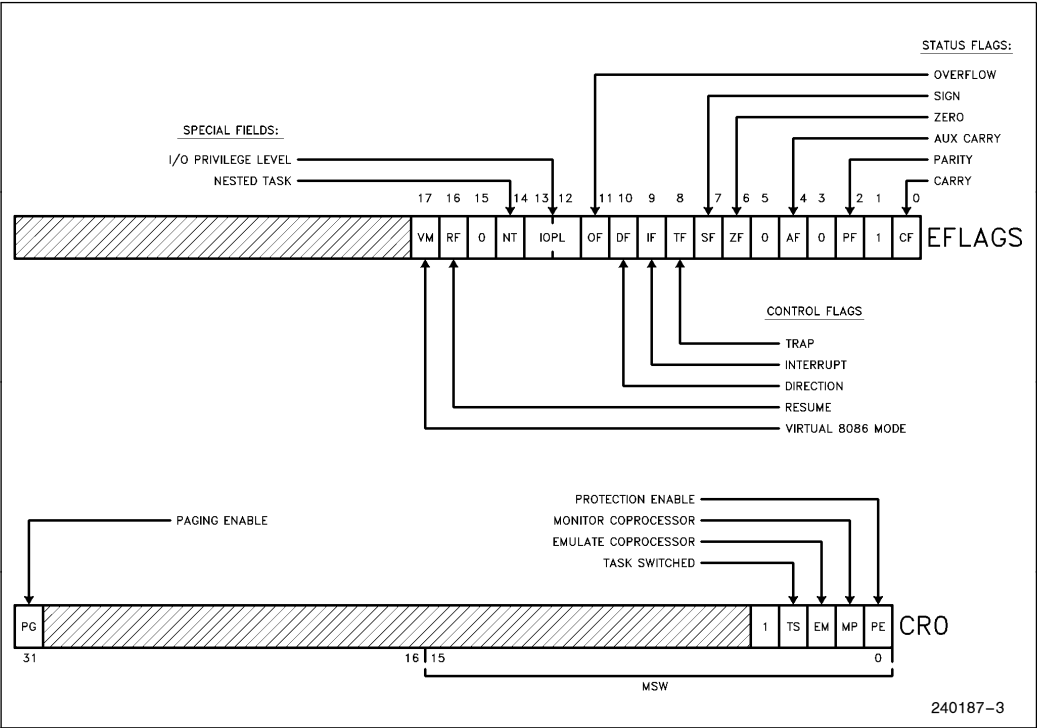 STATUS FLAGS:
OVERFLOW
SIGN
ZERO
AUX CARRY
PARITY
CARRY
SPECIAL FIELDS:
I/O PRIVILEGE LEVEL
NESTED TASK
17 16 15 14 13 12 11 10 9 8 7 6 5 4 3 2 1 0
VM RF 0 NT IOPL OF DF IF TF SF ZF 0 AF 0 PF 1 CF EFLAGS
CONTROL FLAGS
TRAP
INTERRUPT
DIRECTION
RESUME
VIRTUAL 8086 MODE
PROTECTION ENABLE
PAGING ENABLE
MONITOR COPROCESSOR
EMULATE COPROCESSOR
TASK SWITCHED
PG 1 TS EM MP PE CR0
31 16 15 0
MSW
240187-3